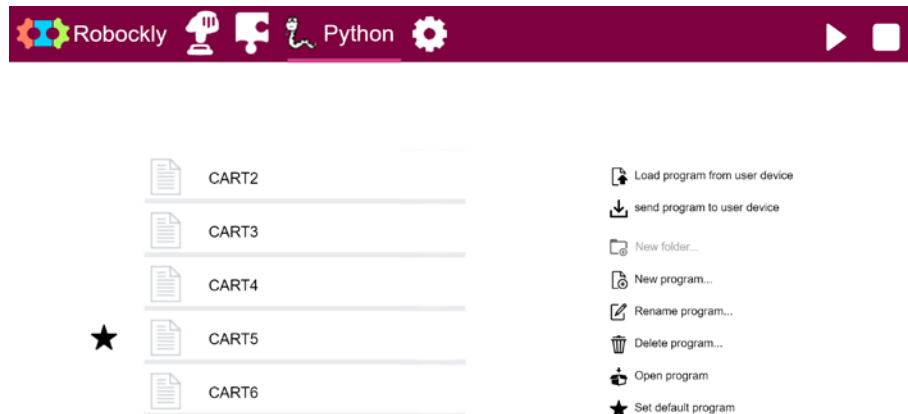 Robockly
Python
CART2
CART3
CART4
CART5
CART6
Load program from user device
send program to user device
New folder...
New program...
Rename program...
Delete program...
Open program
Set default program